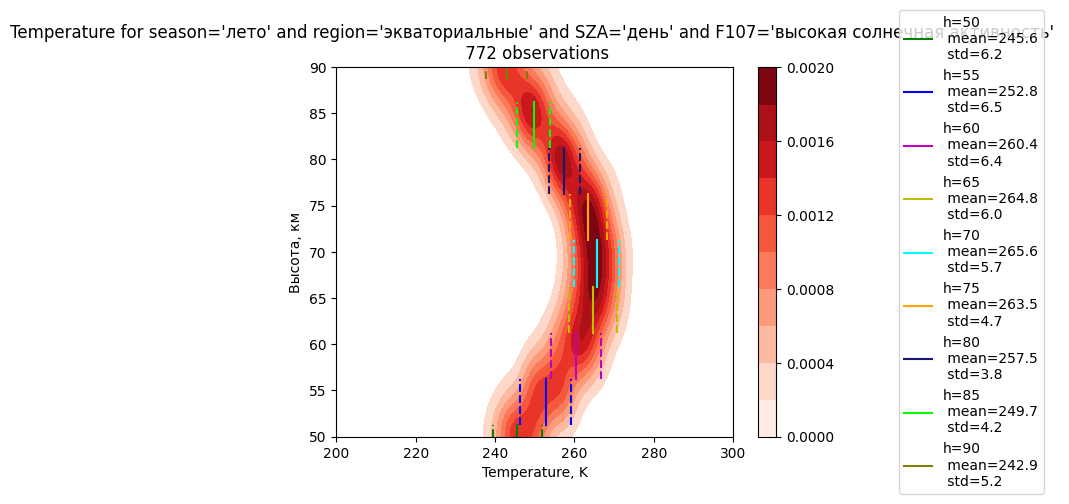 Temperature for season='лето' and region='экваториальные' and SZA='день' and F107='высокая солнечная активность'
772 observations
90
85
80
75
70
65
60
55
50
Высота, км
200
220
240
260
280
300
Temperature, K
0.0020
0.0016
0.0012
0.0008
0.0004
0.0000
h=50
mean=245.6
std=6.2
h=55
mean=252.8
std=6.5
h=60
mean=260.4
std=6.4
h=65
mean=264.8
std=6.0
h=70
mean=265.6
std=5.7
h=75
mean=263.5
std=4.7
h=80
mean=257.5
std=3.8
h=85
mean=249.7
std=4.2
h=90
mean=242.9
std=5.2